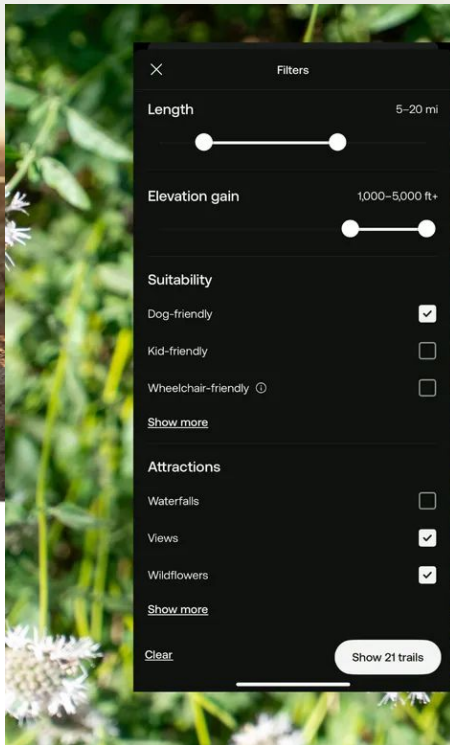 Filters
Length 5–20 mi
Elevation gain 1,000–5,000 ft+
Suitability
Dog-friendly
Kid-friendly
Wheelchair-friendly
Show more
Attractions
Waterfalls
Views
Wildflowers
Show more
Clear Show 21 trails